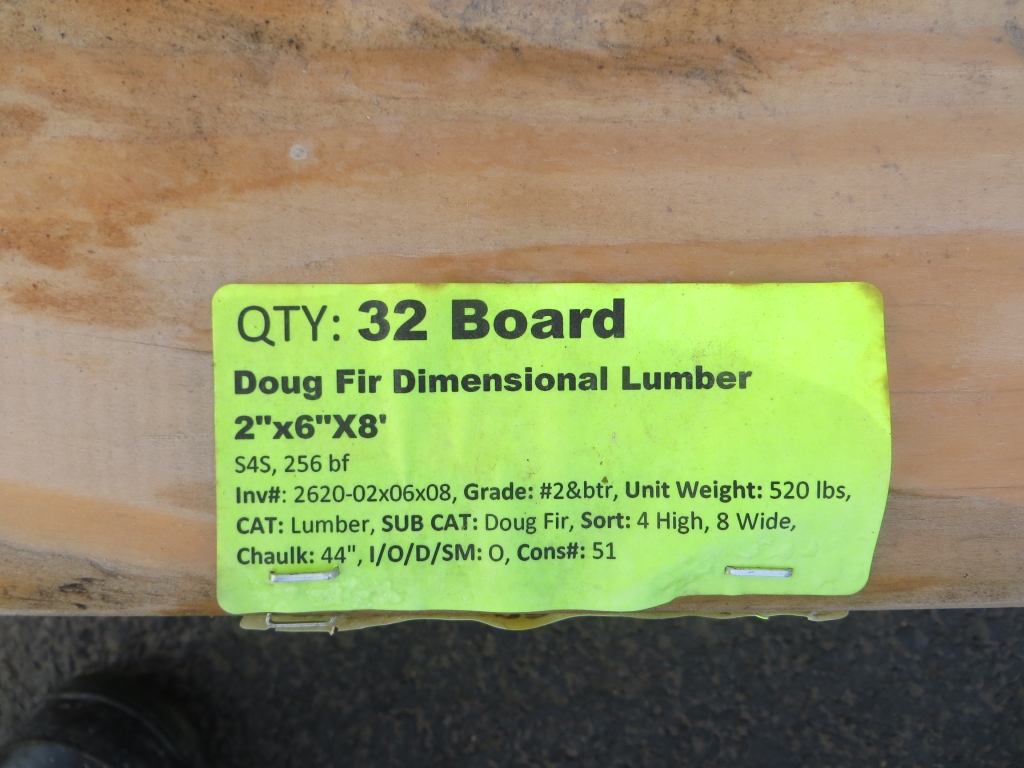 QTY: 32 Board
Doug Fir Dimensional Lumber
2"x6"X8'
S4S, 256 bf
Inv#: 2620-02x06x08, Grade: #2&btr, Unit Weight: 520 lbs,
CAT: Lumber, SUB CAT: Doug Fir, Sort: 4 High, 8 Wide,
Chaulk: 44", I/O/D/SM: O, Cons#: 51